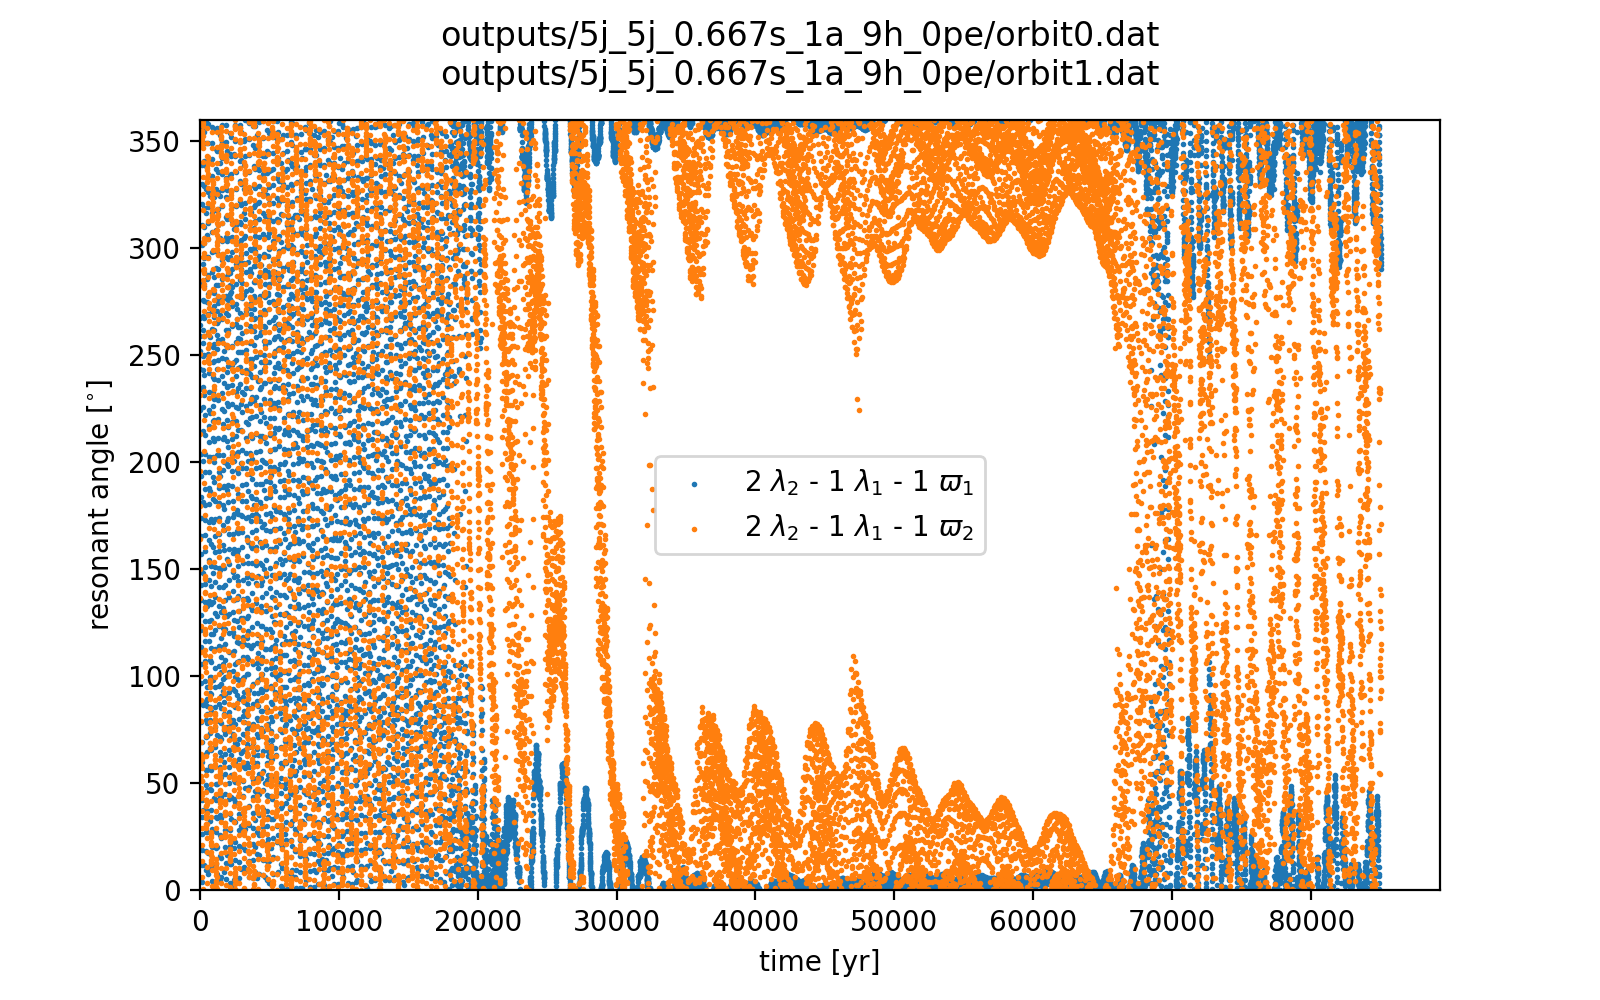 outputs/5j_5j_0.667s_1a_9h_0pe/orbit0.dat
outputs/5j_5j_0.667s_1a_9h_0pe/orbit1.dat
350
300
250
200
150
100
50
0
resonant angle [°]
2 λ₂ - 1 λ₁ - 1 ϖ₁
2 λ₂ - 1 λ₁ - 1 ϖ₂
0 10000 20000 30000 40000 50000 60000 70000 80000
time [yr]